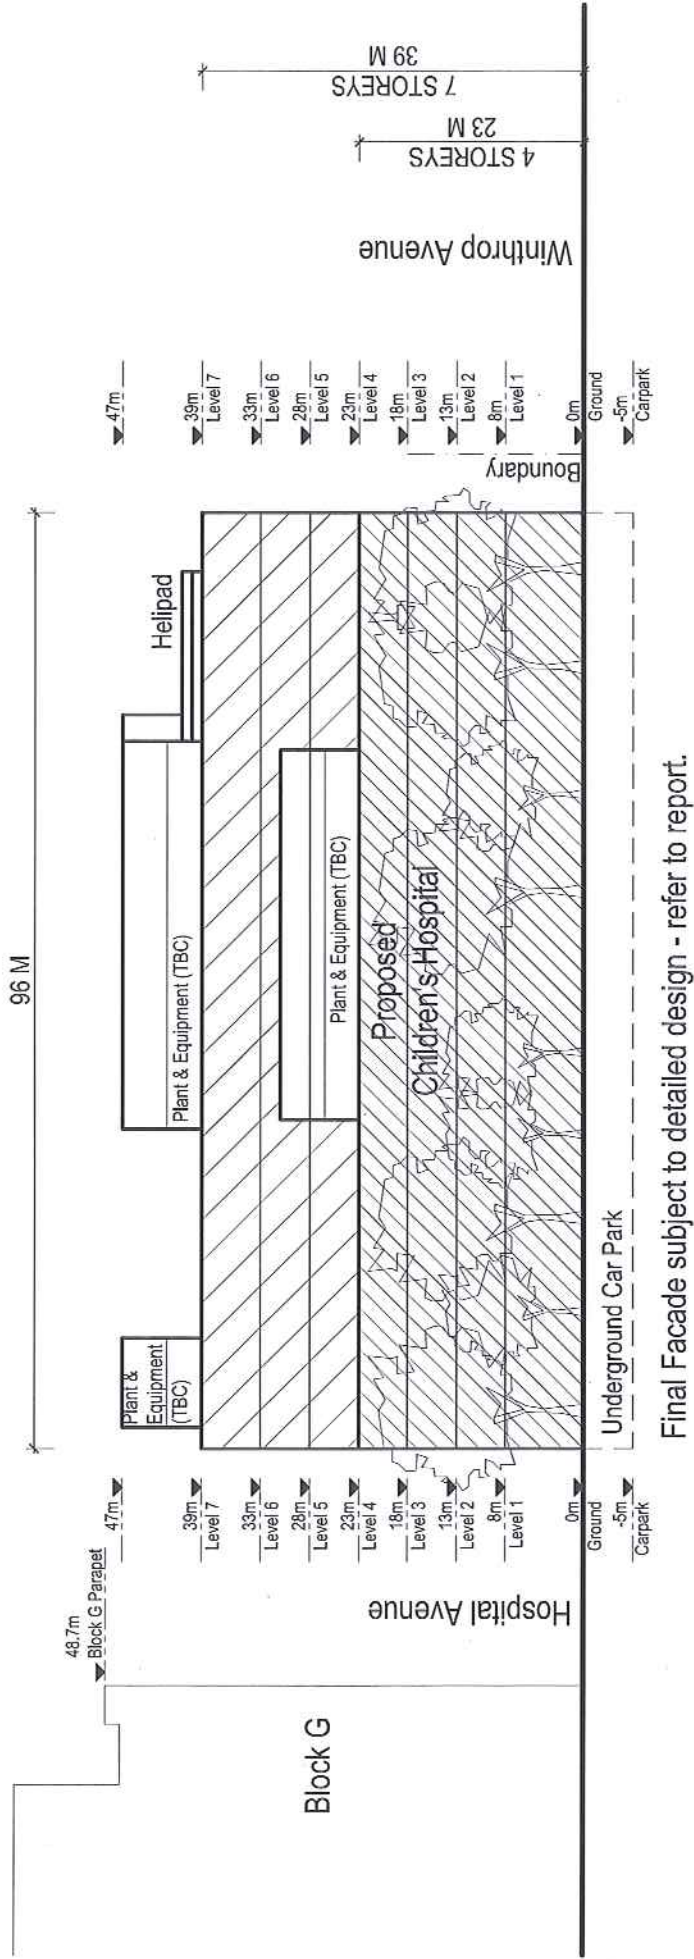 96 M
48.7m
Block G Parapet
Block G
Hospital Avenue
47m
39m
Level 7
33m
Level 6
28m
Level 5
23m
Level 4
18m
Level 3
13m
Level 2
8m
Level 1
0m
Ground
-5m
Carpark
Plant &
Equipment
(TBC)
Plant & Equipment (TBC)
Helipad
Plant & Equipment (TBC)
Proposed
Children's Hospital
Underground Car Park
Boundary
47m
39m
Level 7
33m
Level 6
28m
Level 5
23m
Level 4
18m
Level 3
13m
Level 2
8m
Level 1
0m
Ground
-5m
Carpark
Winthrop Avenue
4 STOREYS
23 M
7 STOREYS
39 M
Final Facade subject to detailed design - refer to report.